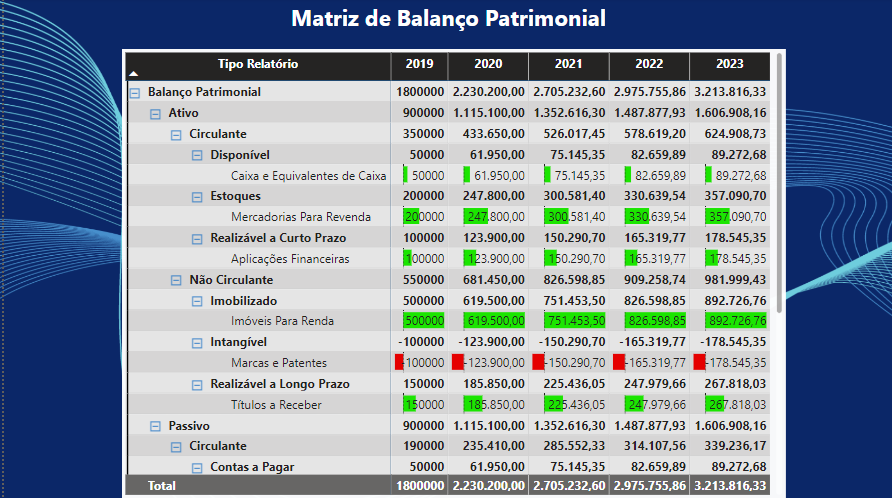 Matriz de Balanço Patrimonial
Tipo Relatório 2019 2020 2021 2022 2023
Balanço Patrimonial 1800000 2.230.200,00 2.705.232,60 2.975.755,86 3.213.816,33
Ativo 900000 1.115.100,00 1.352.616,30 1.487.877,93 1.606.908,16
Circulante 350000 433.650,00 526.017,45 578.619,20 624.908,73
Disponível 50000 61.950,00 75.145,35 82.659,89 89.272,68
Caixa e Equivalentes de Caixa 50000 61.950,00 75.145,35 82.659,89 89.272,68
Estoques 200000 247.800,00 300.581,40 330.639,54 357.090,70
Mercadorias Para Revenda 200000 247.800,00 300.581,40 330.639,54 357.090,70
Realizável a Curto Prazo 100000 123.900,00 150.290,70 165.319,77 178.545,35
Aplicações Financeiras 100000 123.900,00 150.290,70 165.319,77 178.545,35
Não Circulante 550000 681.450,00 826.598,85 909.258,74 981.999,43
Imobilizado 500000 619.500,00 751.453,50 826.598,85 892.726,76
Imóveis Para Renda 500000 619.500,00 751.453,50 826.598,85 892.726,76
Intangível -100000 -123.900,00 -150.290,70 -165.319,77 -178.545,35
Marcas e Patentes -100000 -123.900,00 -150.290,70 -165.319,77 -178.545,35
Realizável a Longo Prazo 150000 185.850,00 225.436,05 247.979,66 267.818,03
Títulos a Receber 150000 185.850,00 225.436,05 247.979,66 267.818,03
Passivo 900000 1.115.100,00 1.352.616,30 1.487.877,93 1.606.908,16
Circulante 190000 235.410,00 285.552,33 314.107,56 339.236,17
Contas a Pagar 50000 61.950,00 75.145,35 82.659,89 89.272,68
Total 1800000 2.230.200,00 2.705.232,60 2.975.755,86 3.213.816,33